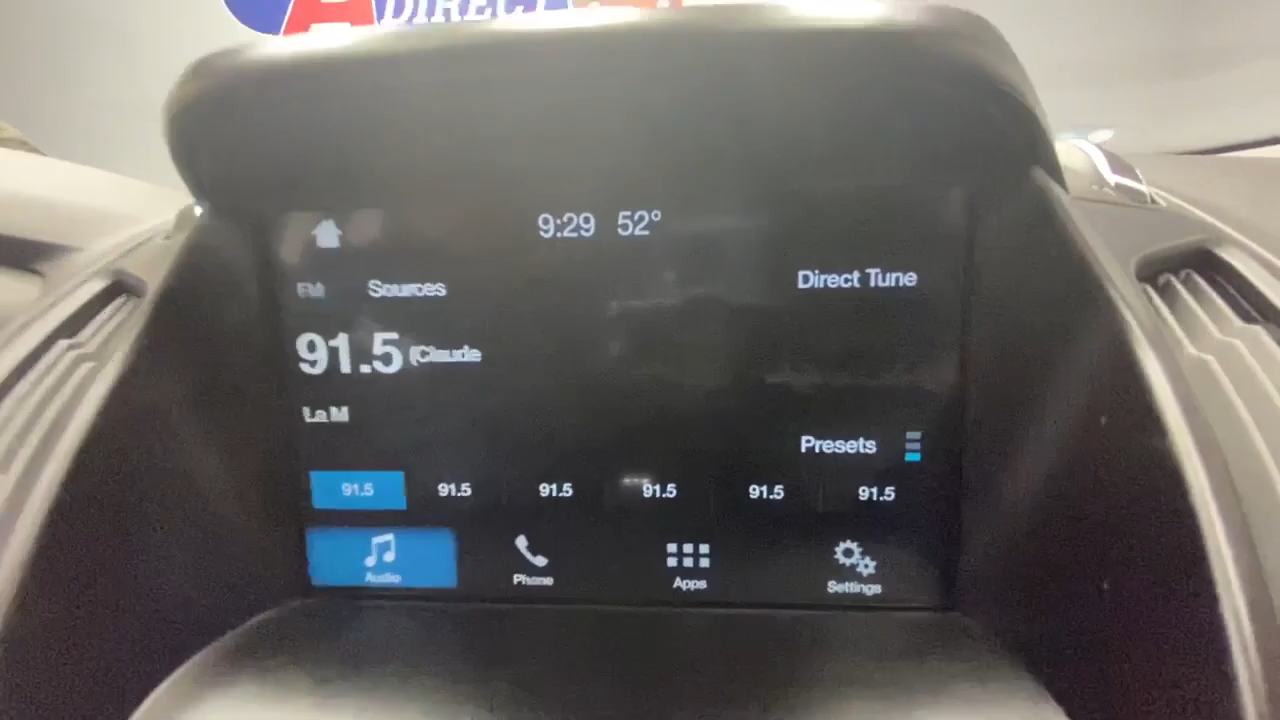 DIRECT
9:29 52°
FM Sources Direct Tune
91.5 (Claude
La M
Presets
91.5 91.5 91.5 91.5 91.5 91.5
Audio Phone Apps Settings